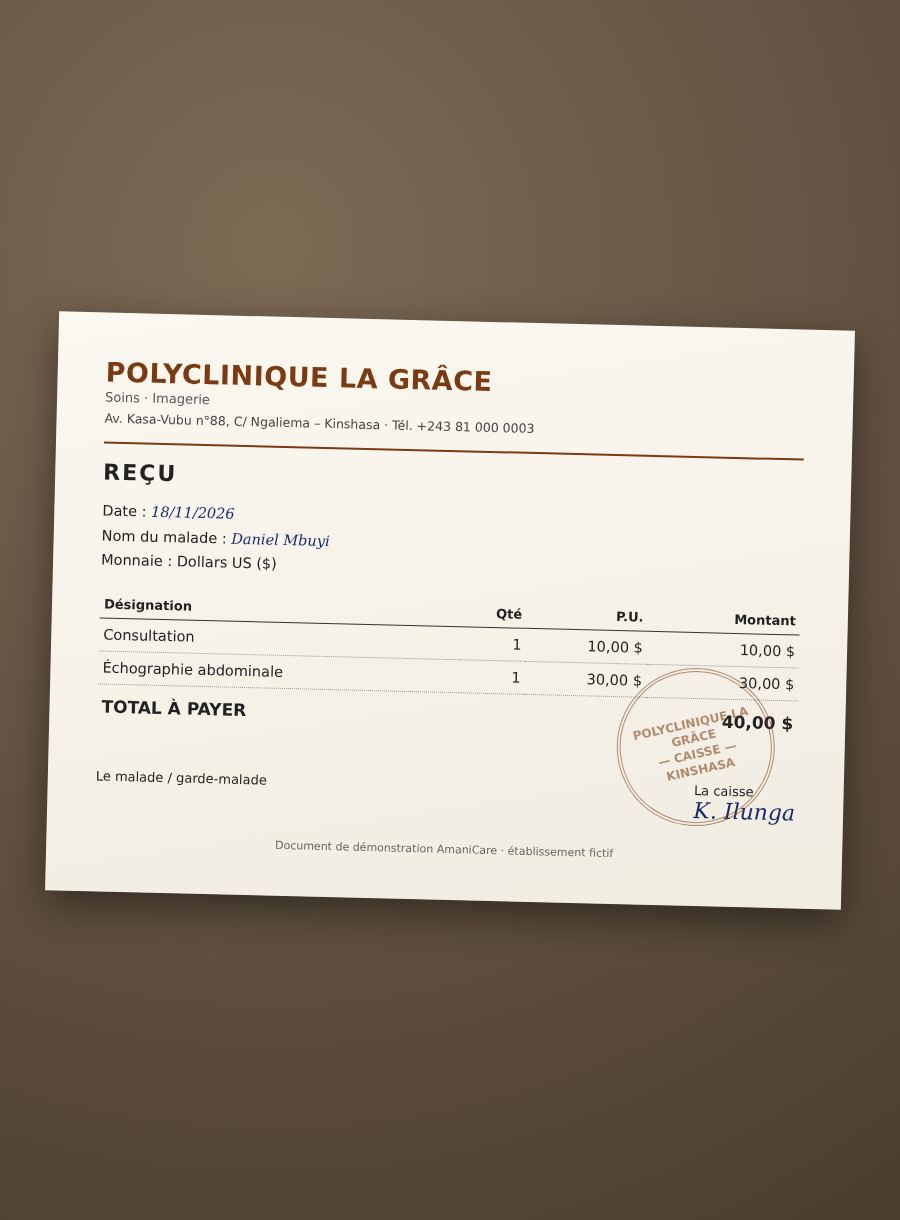 POLYCLINIQUE LA GRÂCE
Soins · Imagerie
Av. Kasa-Vubu n°88, C/ Ngaliema – Kinshasa · Tél. +243 81 000 0003
REÇU
Date : 18/11/2026
Nom du malade : Daniel Mbuyi
Monnaie : Dollars US ($)
Désignation Qté P.U. Montant
Consultation 1 10,00 $ 10,00 $
Échographie abdominale 1 30,00 $ 30,00 $
TOTAL À PAYER 40,00 $
POLYCLINIQUE LA
GRÂCE
— CAISSE —
KINSHASA
Le malade / garde-malade
La caisse
K. Ilunga
Document de démonstration AmaniCare · établissement fictif